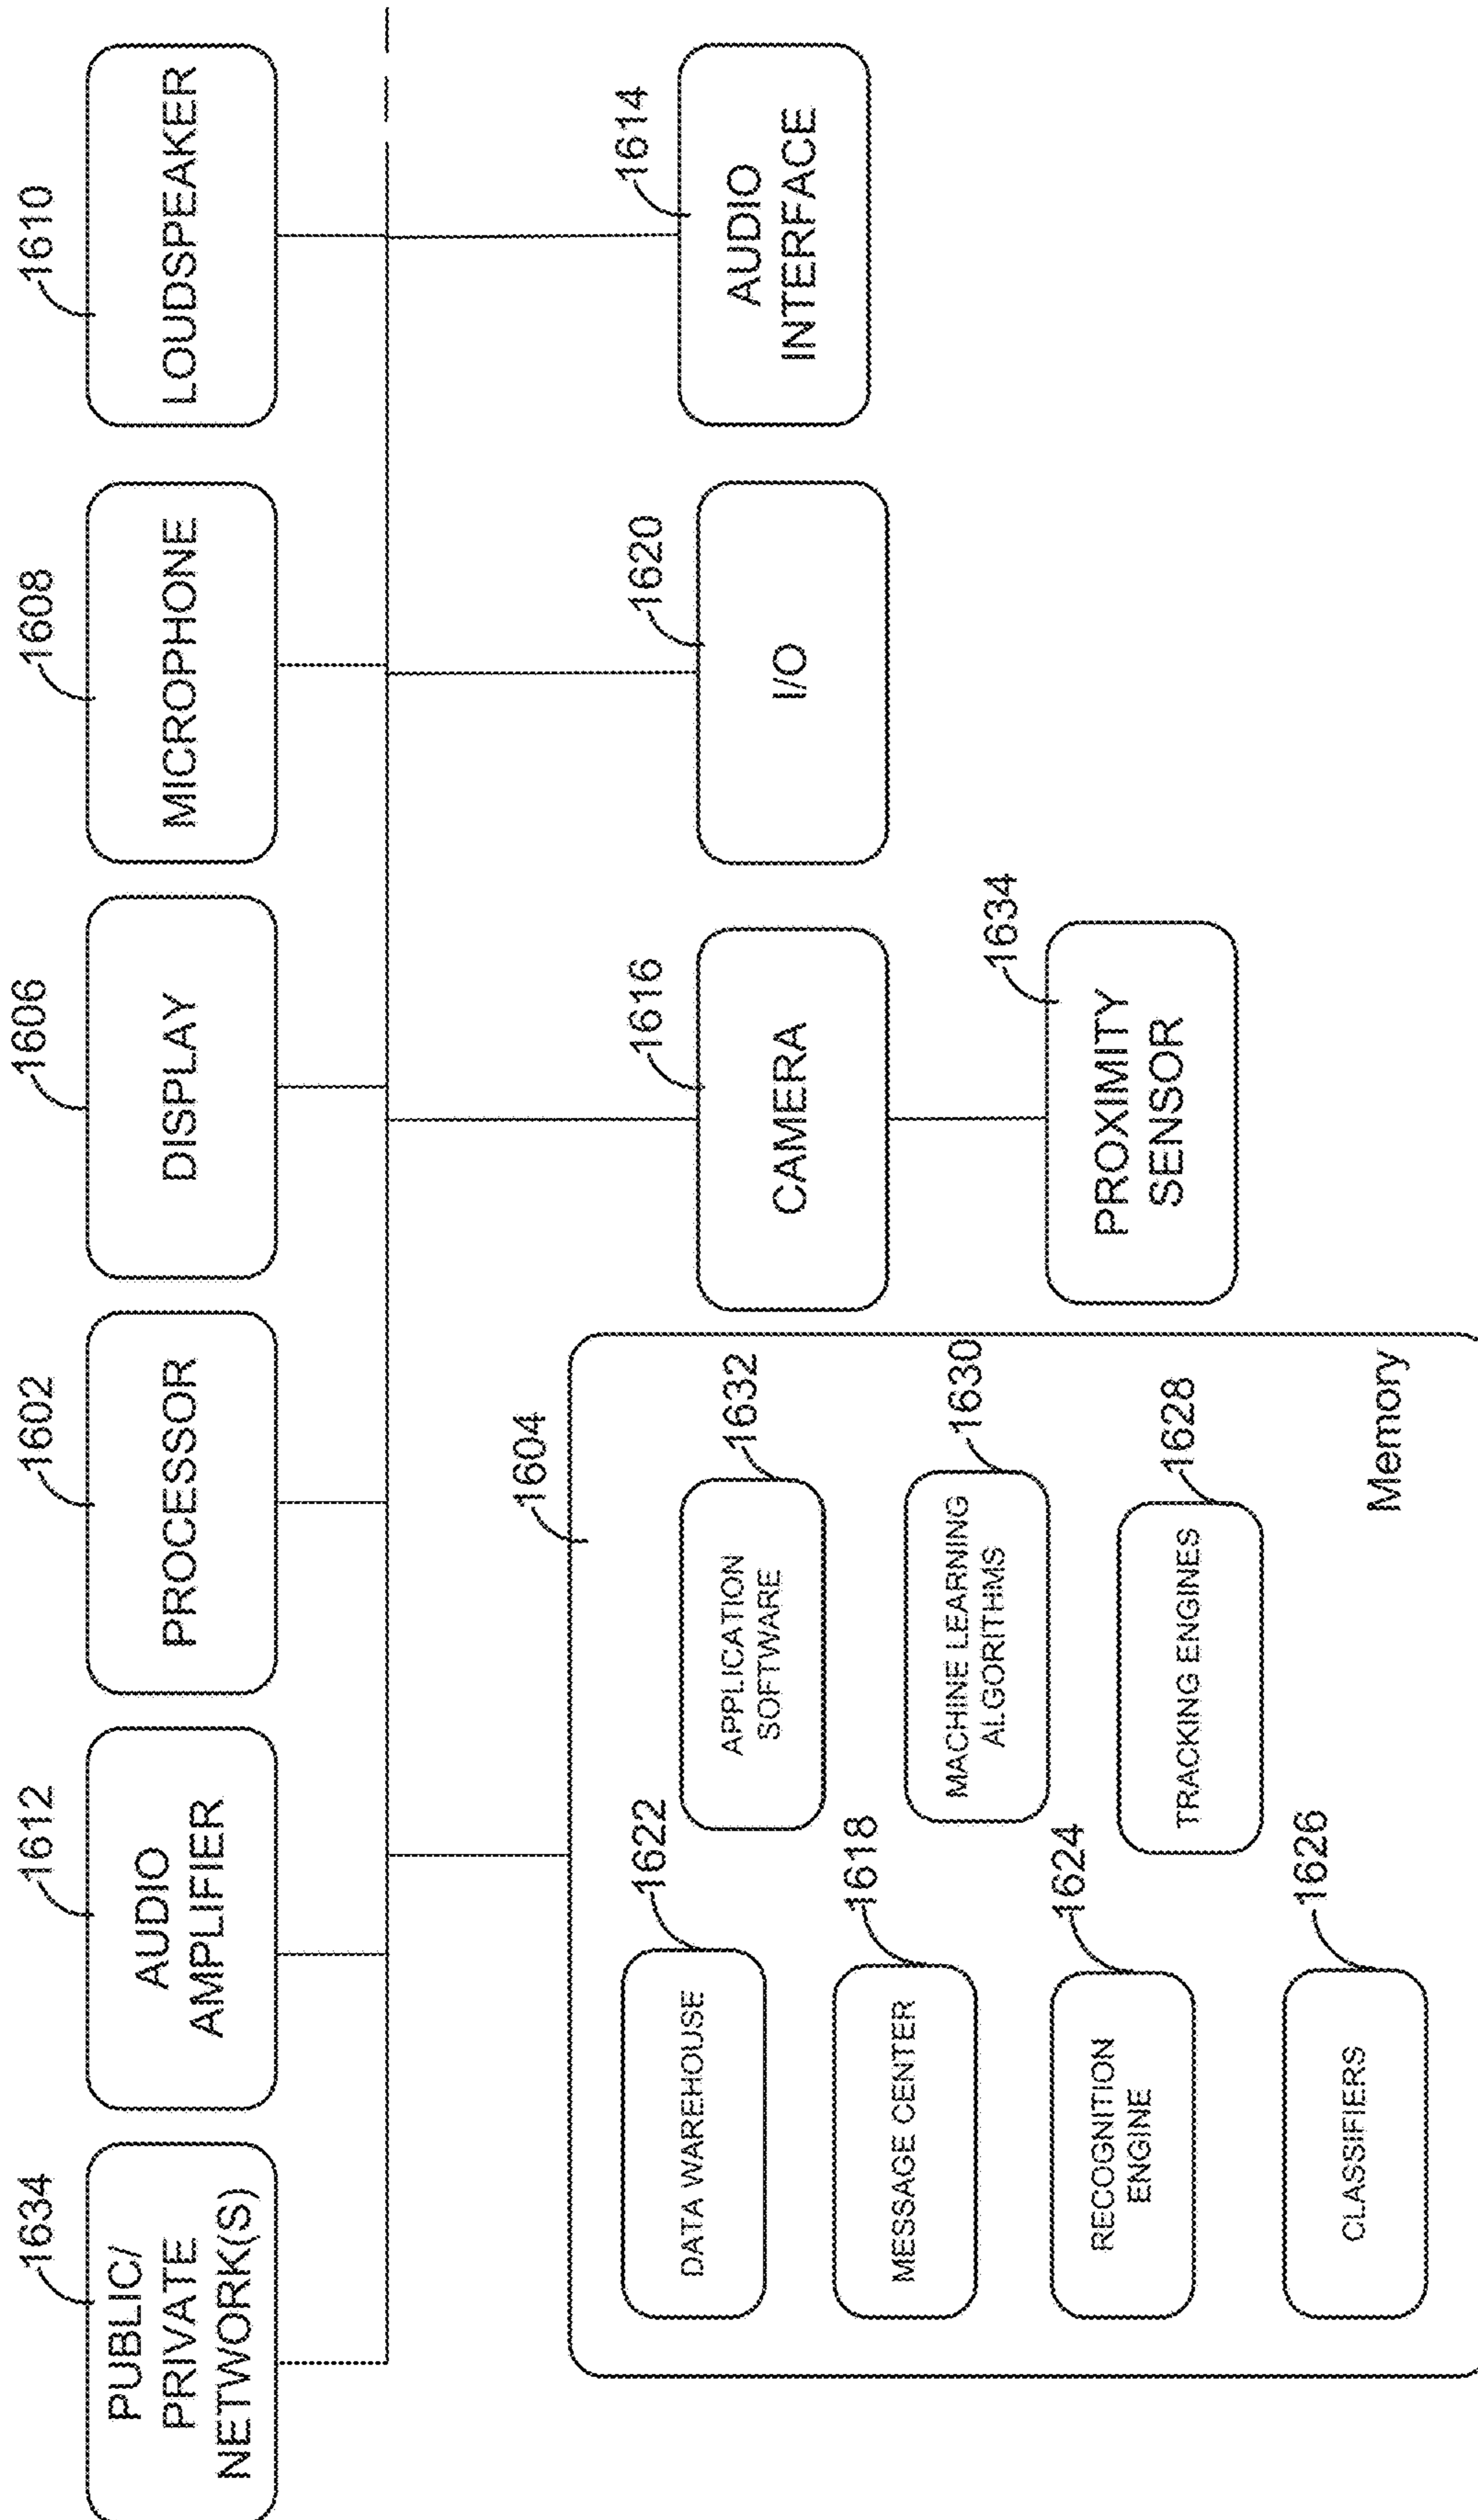 1634
PUBLIC/
PRIVATE
NETWORK(S)
1612
AUDIO
AMPLIFIER
1602
PROCESSOR
1606
DISPLAY
1608
MICROPHONE
1610
LOUDSPEAKER
1604
1622
DATA WAREHOUSE
1632
APPLICATION
SOFTWARE
1618
MESSAGE CENTER
1630
MACHINE LEARNING
ALGORITHMS
1624
RECOGNITION
ENGINE
1628
TRACKING ENGINES
1626
CLASSIFIERS
Memory
1616
CAMERA
1620
I/O
1614
AUDIO
INTERFACE
1634
PROXIMITY
SENSOR